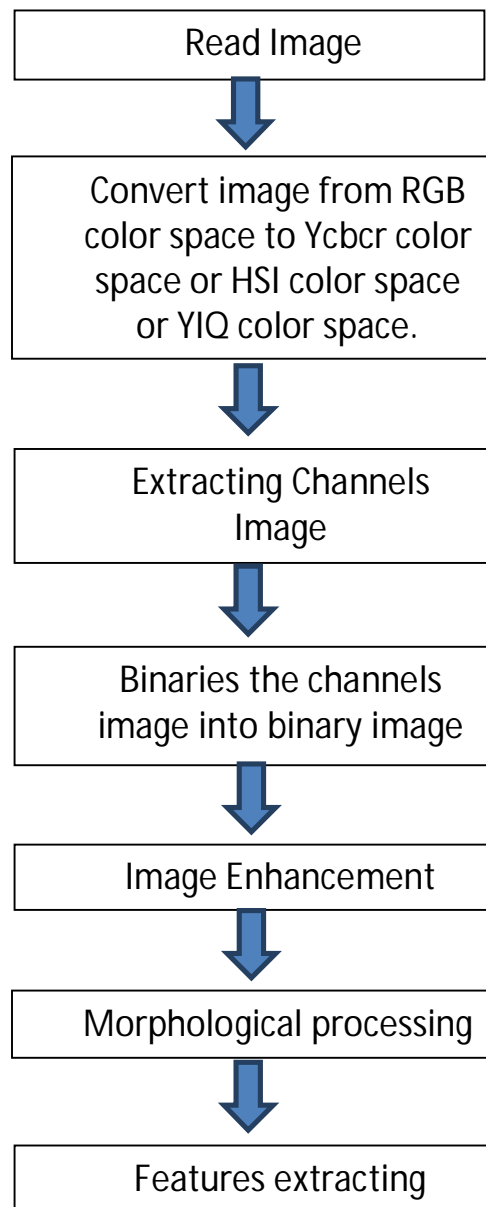 Read Image
Convert image from RGB
color space to Ycbcr color
space or HSI color space
or YIQ color space.
Extracting Channels
Image
Binaries the channels
image into binary image
Image Enhancement
Morphological processing
Features extracting